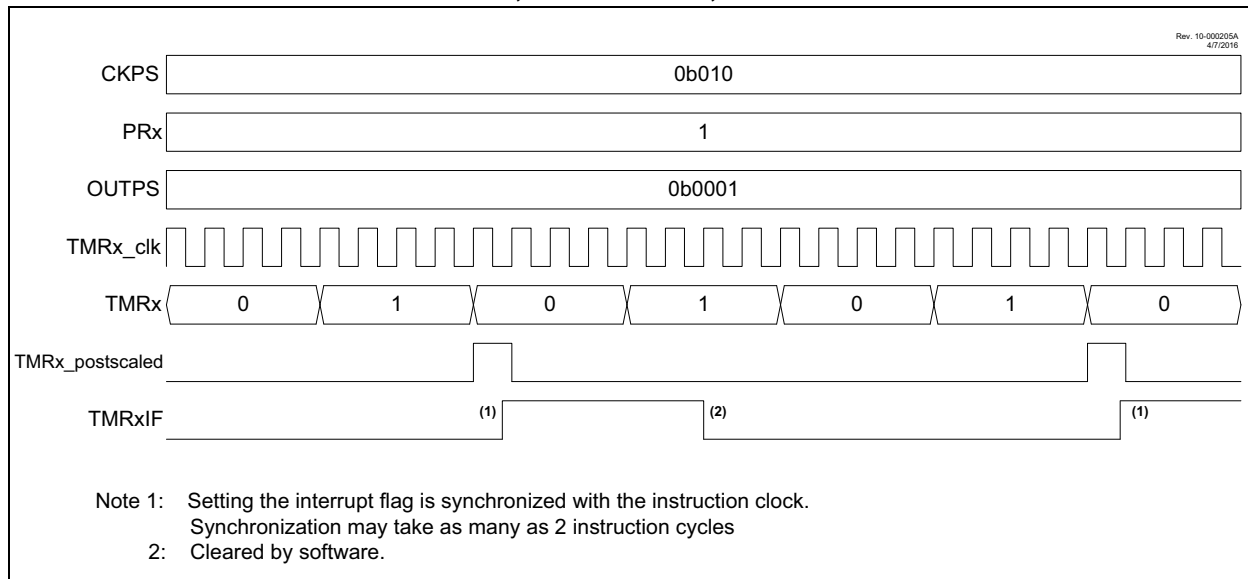 Rev. 10-000205A
4/7/2016
CKPS 0b010
PRx 1
OUTPS 0b0001
TMRx_clk
TMRx 0 1 0 1 0 1 0
TMRx_postscaled
TMRxIF (1) (2) (1)
Note 1: Setting the interrupt flag is synchronized with the instruction clock.
Synchronization may take as many as 2 instruction cycles
2: Cleared by software.